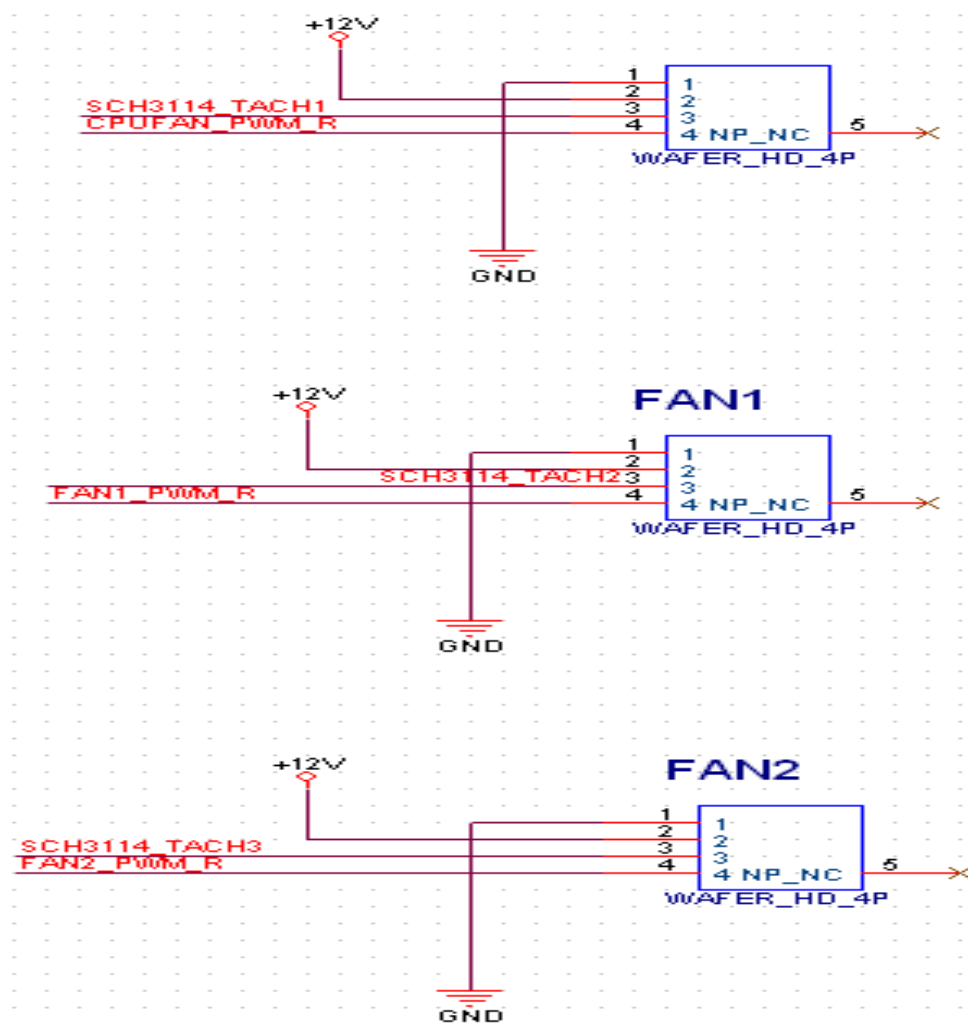 +12V
1 1
2 2
SCH3114_TACH1 3 3
CPUFAN_PWM_R 4 4 NP_NC 5
WAFER_HD_4P
GND
+12V FAN1
1 1
2 2
SCH3114_TACH2 3 3
FAN1_PWM_R 4 4 NP_NC 5
WAFER_HD_4P
GND
+12V FAN2
1 1
2 2
SCH3114_TACH3 3 3
FAN2_PWM_R 4 4 NP_NC 5
WAFER_HD_4P
GND